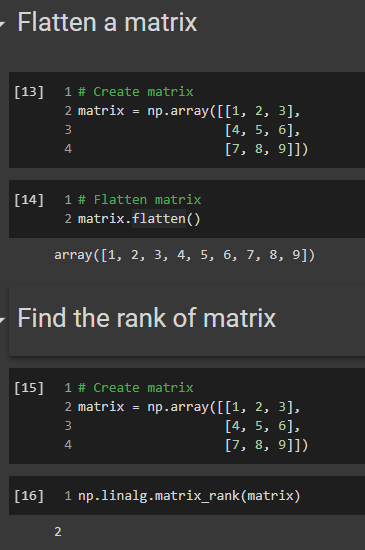 Flatten a matrix
[13] 1 # Create matrix
2 matrix = np.array([[1, 2, 3],
3 [4, 5, 6],
4 [7, 8, 9]])
[14] 1 # Flatten matrix
2 matrix.flatten()
array([1, 2, 3, 4, 5, 6, 7, 8, 9])
Find the rank of matrix
[15] 1 # Create matrix
2 matrix = np.array([[1, 2, 3],
3 [4, 5, 6],
4 [7, 8, 9]])
[16] 1 np.linalg.matrix_rank(matrix)
2